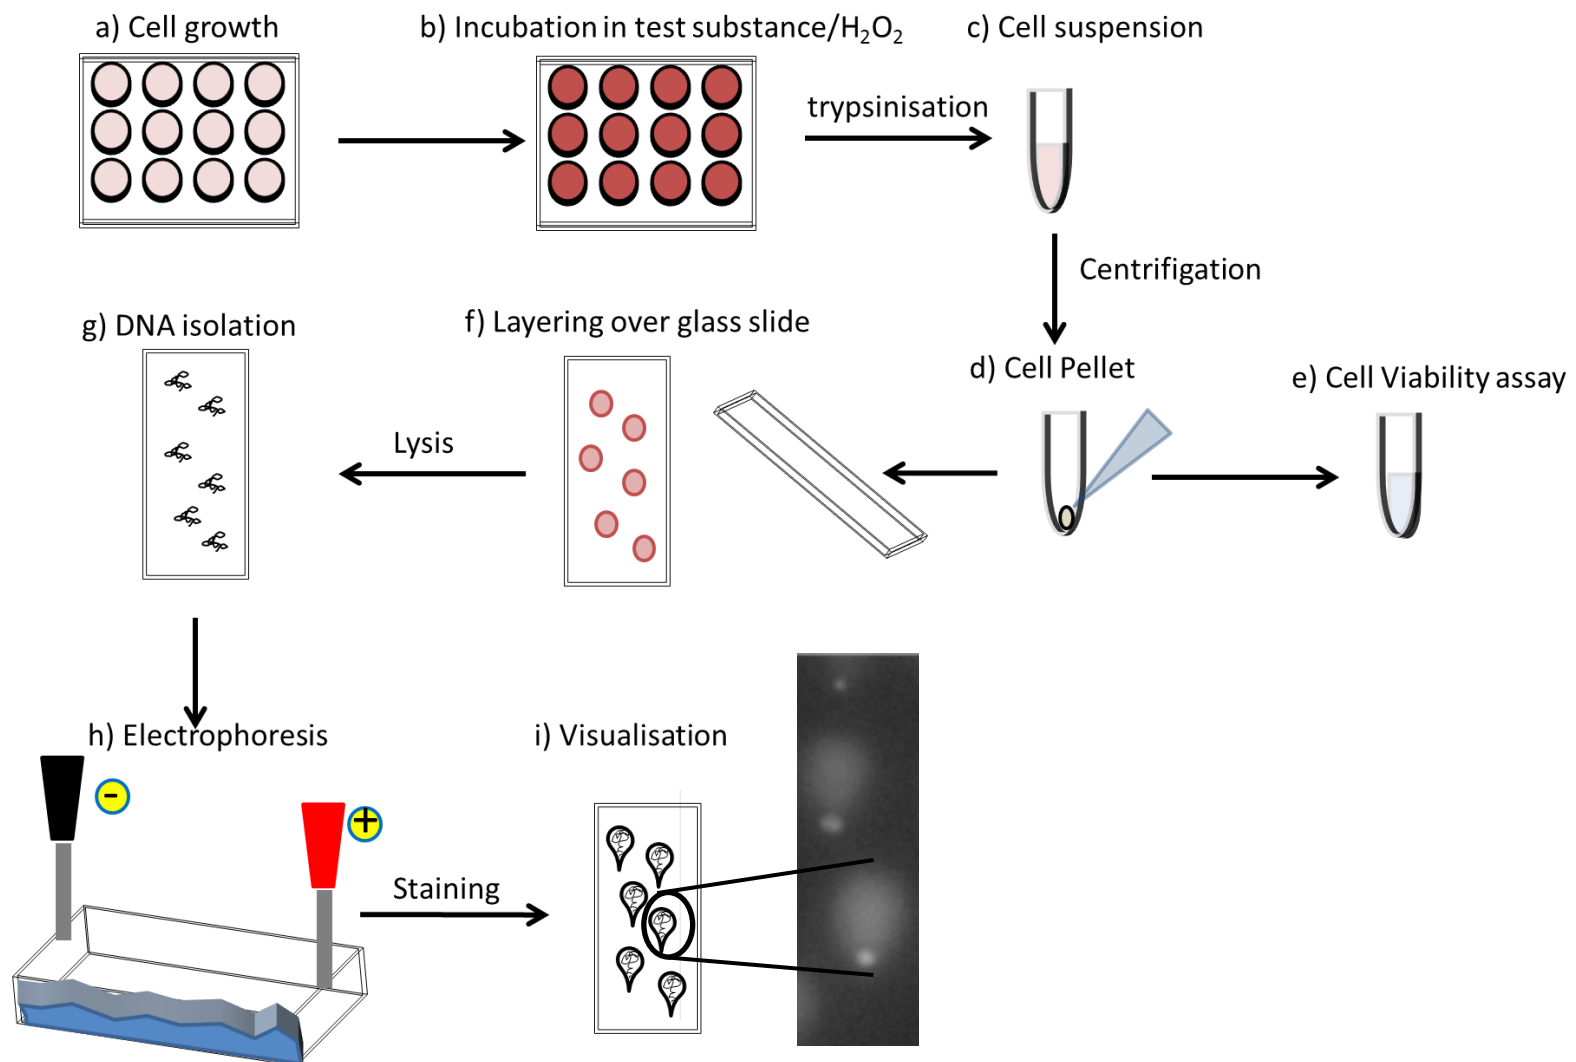 a) Cell growth
b) Incubation in test substance/H₂O₂
c) Cell suspension
trypsinisation
Centrifigation
g) DNA isolation
f) Layering over glass slide
d) Cell Pellet
e) Cell Viability assay
Lysis
h) Electrophoresis
i) Visualisation
-
+
Staining